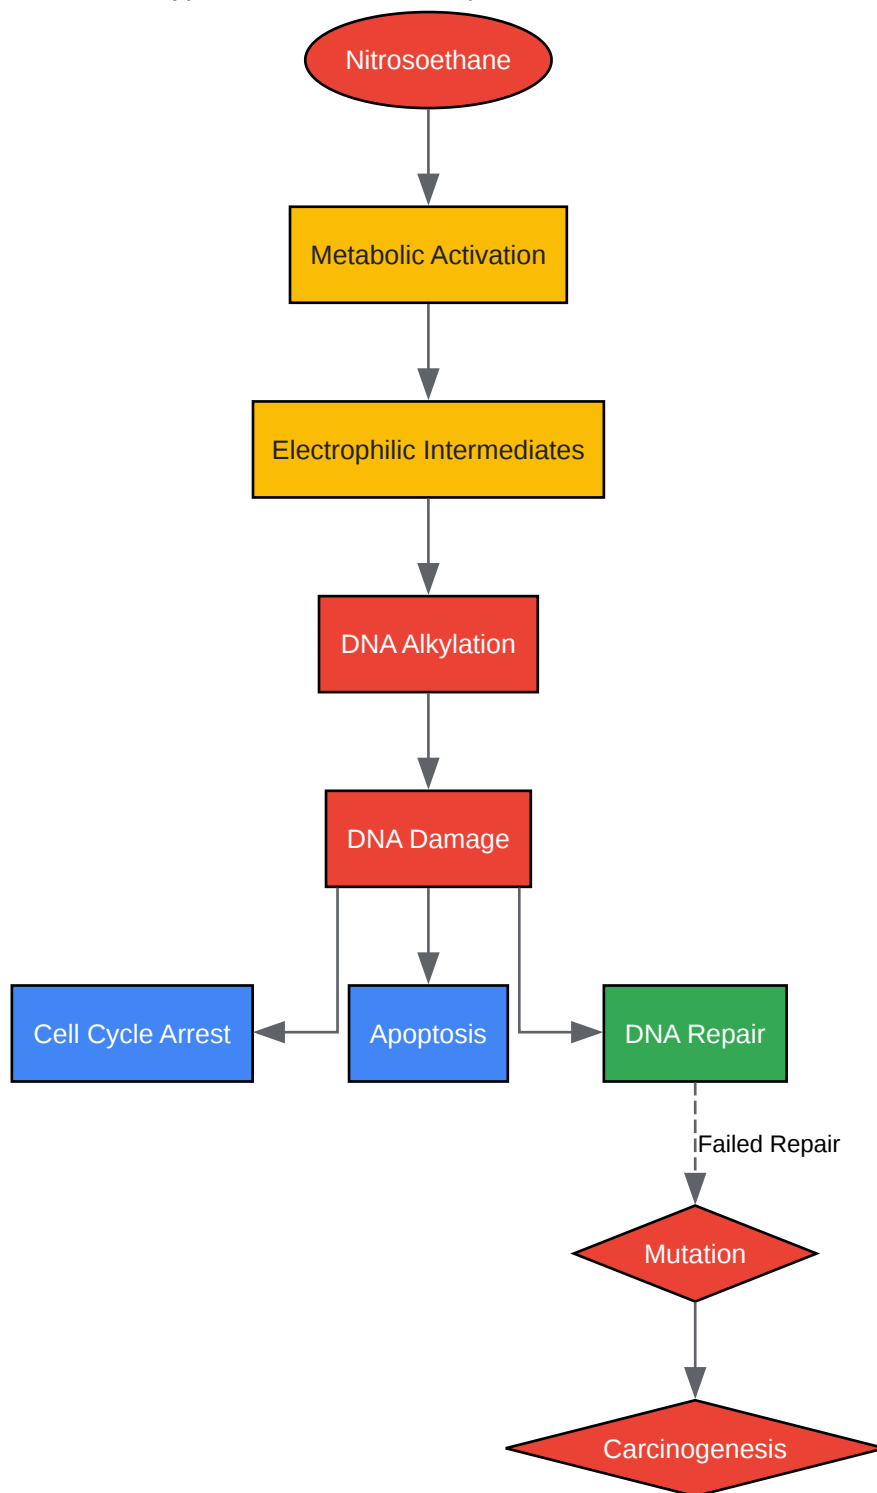 Nitrosoethane
Metabolic Activation
Electrophilic Intermediates
DNA Alkylation
DNA Damage
Cell Cycle Arrest
Apoptosis
DNA Repair
Failed Repair
Mutation
Carcinogenesis